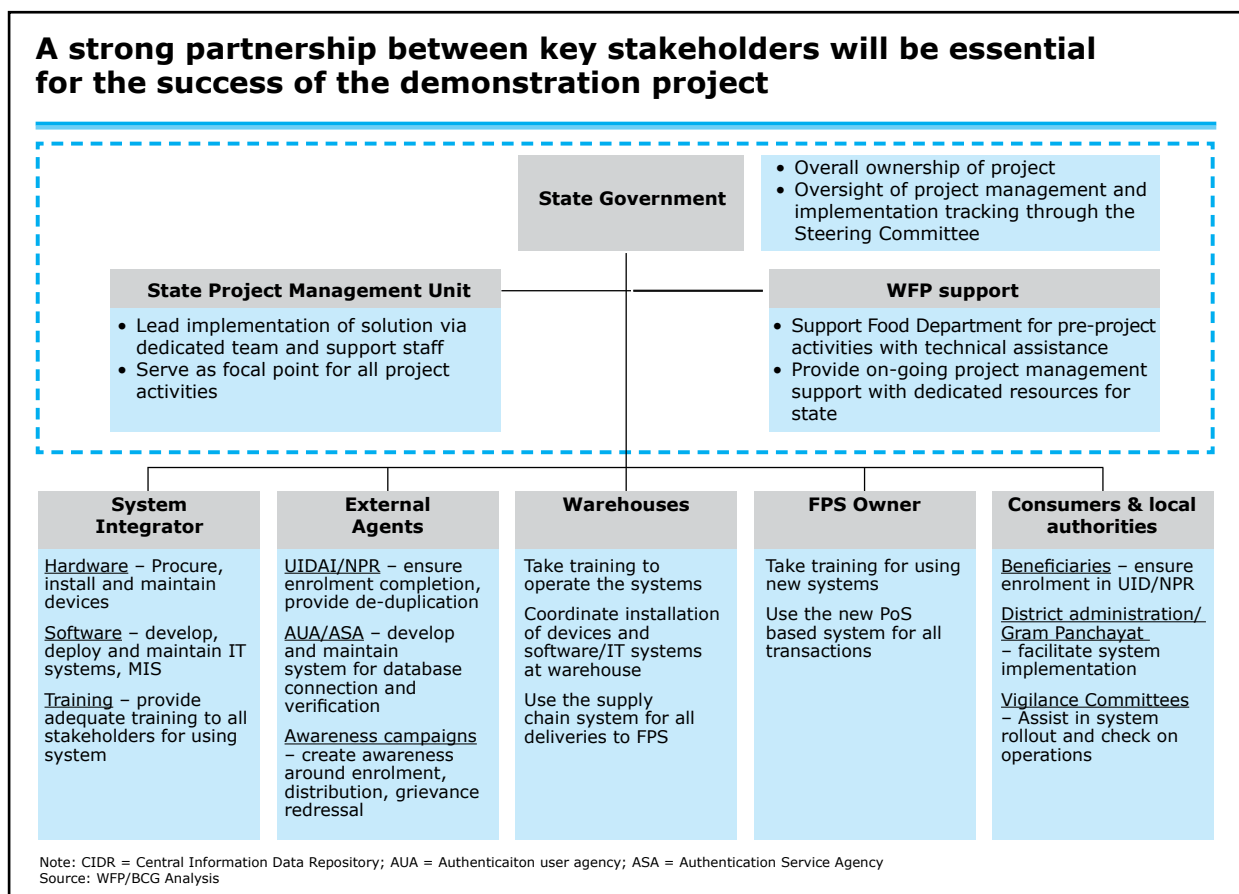 A strong partnership between key stakeholders will be essential
for the success of the demonstration project
State Government
• Overall ownership of project
• Oversight of project management and
implementation tracking through the
Steering Committee
State Project Management Unit
• Lead implementation of solution via
dedicated team and support staff
• Serve as focal point for all project
activities
WFP support
• Support Food Department for pre-project
activities with technical assistance
• Provide on-going project management
support with dedicated resources for
state
System
Integrator
Hardware – Procure,
install and maintain
devices
Software – develop,
deploy and maintain IT
systems, MIS
Training – provide
adequate training to all
stakeholders for using
system
External
Agents
UIDAI/NPR – ensure
enrolment completion,
provide de-duplication
AUA/ASA – develop
and maintain
system for database
connection and
verification
Awareness campaigns
– create awareness
around enrolment,
distribution, grievance
redressal
Warehouses
Take training to
operate the systems
Coordinate installation
of devices and
software/IT systems
at warehouse
Use the supply
chain system for all
deliveries to FPS
FPS Owner
Take training for using
new systems
Use the new PoS
based system for all
transactions
Consumers & local
authorities
Beneficiaries – ensure
enrolment in UID/NPR
District administration/
Gram Panchayat
– facilitate system
implementation
Vigilance Committees
– Assist in system
rollout and check on
operations
Note: CIDR = Central Information Data Repository; AUA = Authenticaiton user agency; ASA = Authentication Service Agency
Source: WFP/BCG Analysis